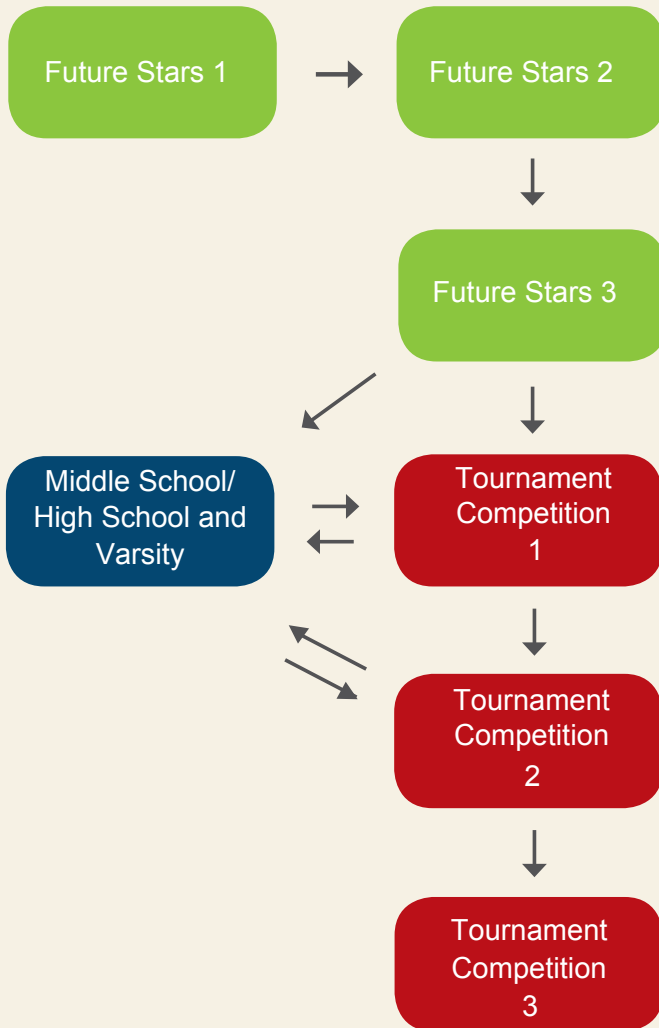 Future Stars 1
Future Stars 2
Future Stars 3
Middle School/
High School and
Varsity
Tournament
Competition
1
Tournament
Competition
2
Tournament
Competition
3